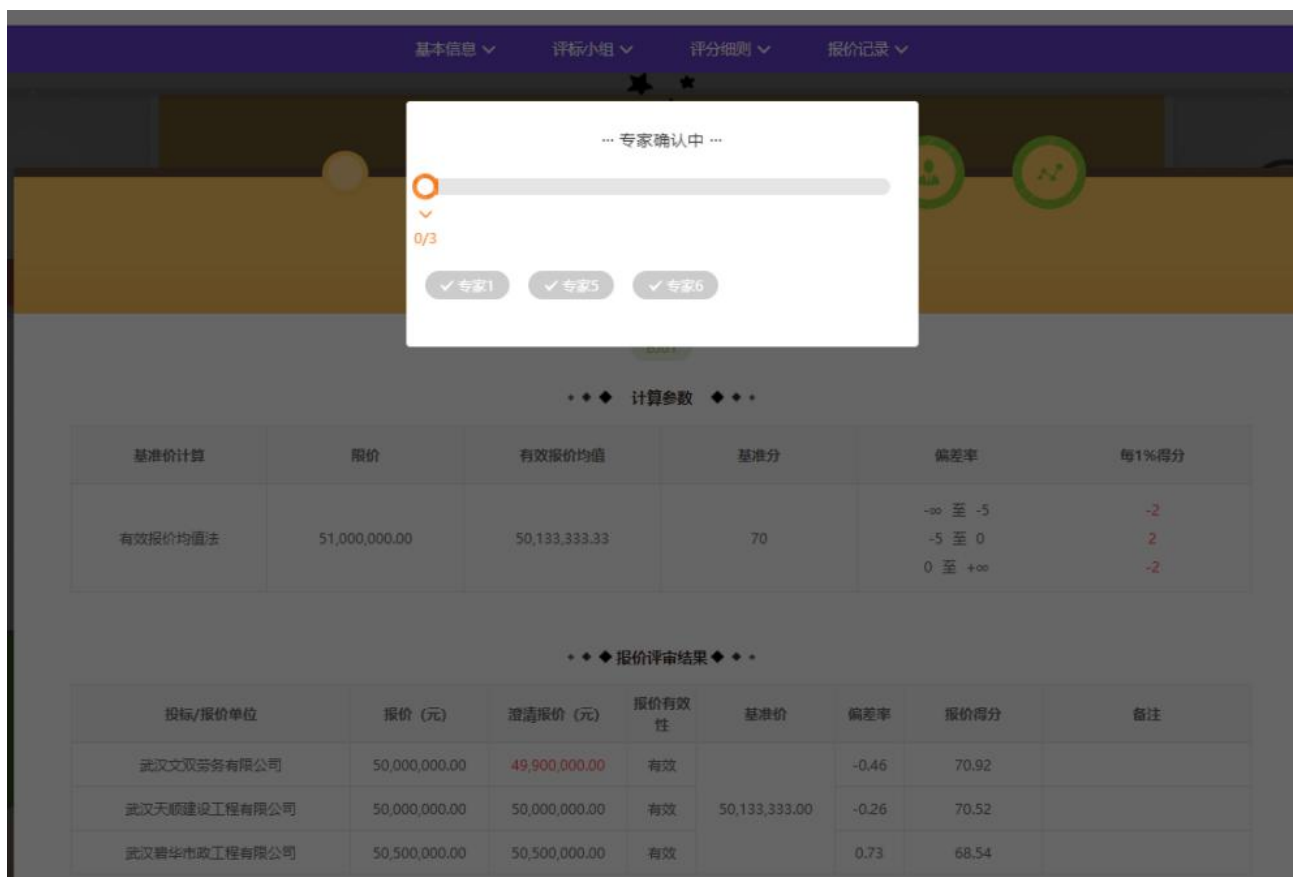 基本信息 评标小组 评分细则 报价记录
··· 专家确认中 ···
0/3
专家1 专家5 专家6
计算参数
基准价计算 限价 有效报价均值 基准分 偏差率 每1%得分
-∞ 至 -5 -2
有效报价均值法 51,000,000.00 50,133,333.33 70 -5 至 0 2
0 至 +∞ -2
报价评审结果
投标/报价单位 报价（元） 澄清报价（元） 报价有效性 基准价 偏差率 报价得分 备注
武汉文双劳务有限公司 50,000,000.00 49,900,000.00 有效 -0.46 70.92
武汉天顺建设工程有限公司 50,000,000.00 50,000,000.00 有效 50,133,333.00 -0.26 70.52
武汉碧华市政工程有限公司 50,500,000.00 50,500,000.00 有效 0.73 68.54